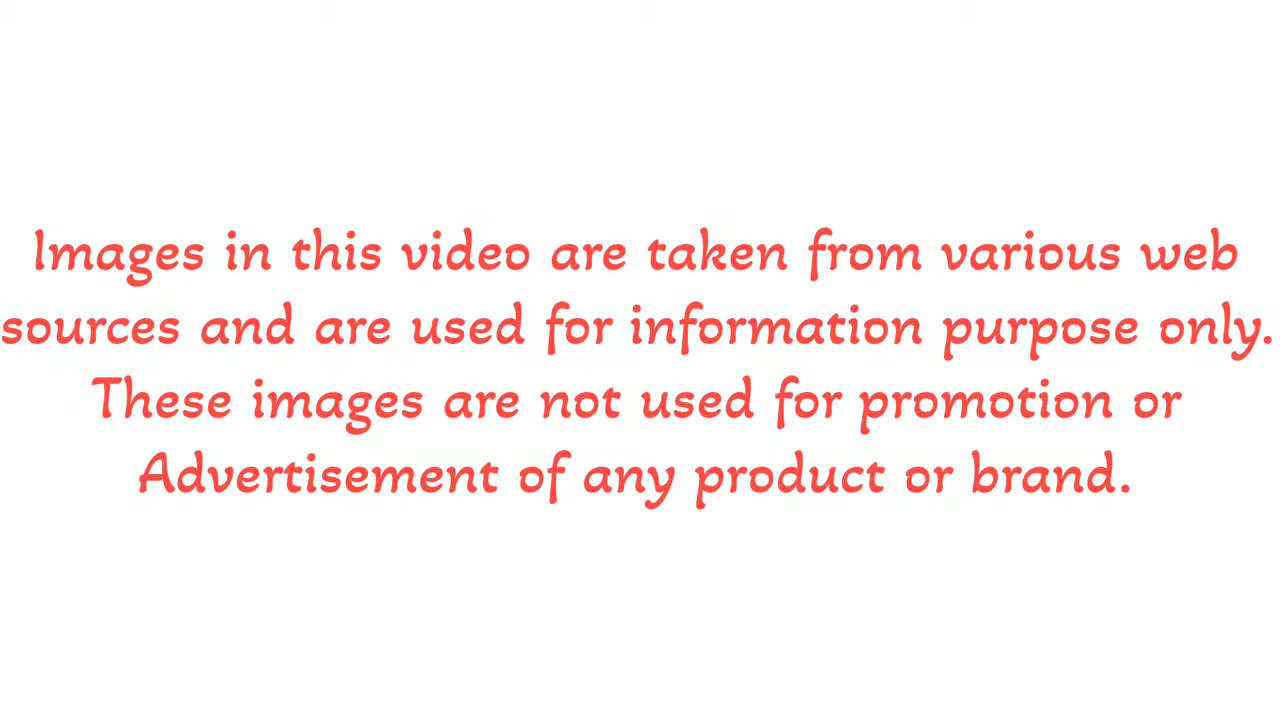 Images in this video are taken from various web
sources and are used for information purpose only.
These images are not used for promotion or
Advertisement of any product or brand.